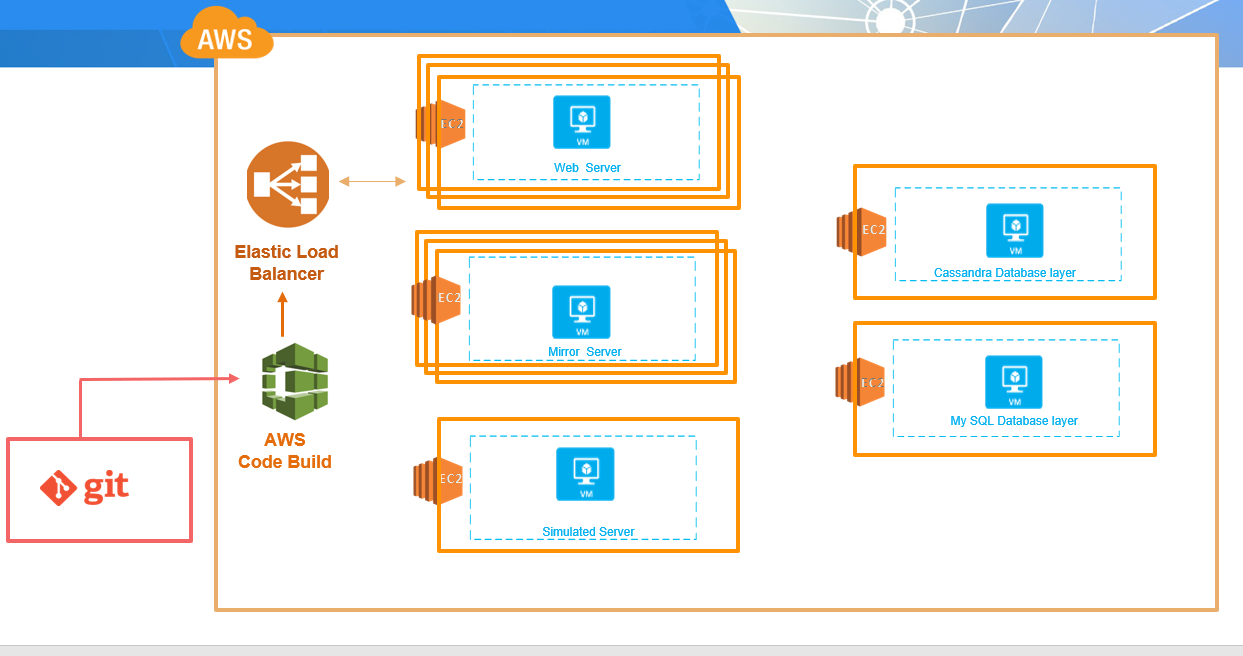 AWS
EC2
VM
Web Server
Elastic Load
Balancer
EC2
VM
Cassandra Database layer
EC2
VM
Mirror Server
EC2
VM
My SQL Database layer
AWS
Code Build
git
EC2
VM
Simulated Server